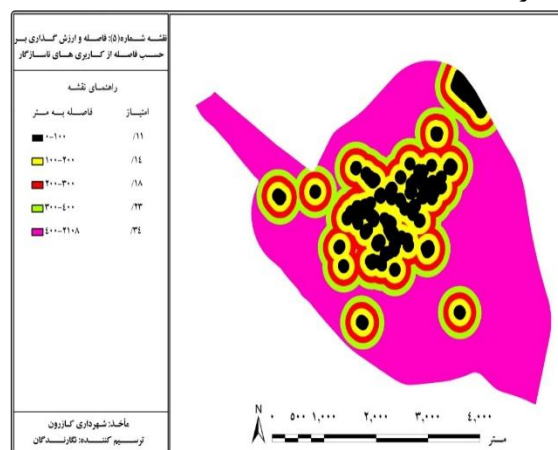 نقشه شماره(۵): فاصله و ارزش گذاری بر
حسب فاصله از کاربری های ناسازگار
راهنمای نقشه
امتیاز فاصله به متر
/۱۱ ۰-۱۰۰
/۱۴ ۱۰۰-۲۰۰
/۱۸ ۲۰۰-۳۰۰
/۲۳ ۳۰۰-۴۰۰
/۳۴ ۴۰۰-۲۱۰۸
مأخذ: شهرداری کازرون
ترسیم کننده: نگارندگان
N
۰ ۵۰۰ ۱,۰۰۰ ۲,۰۰۰ ۳,۰۰۰ ۴,۰۰۰
متر